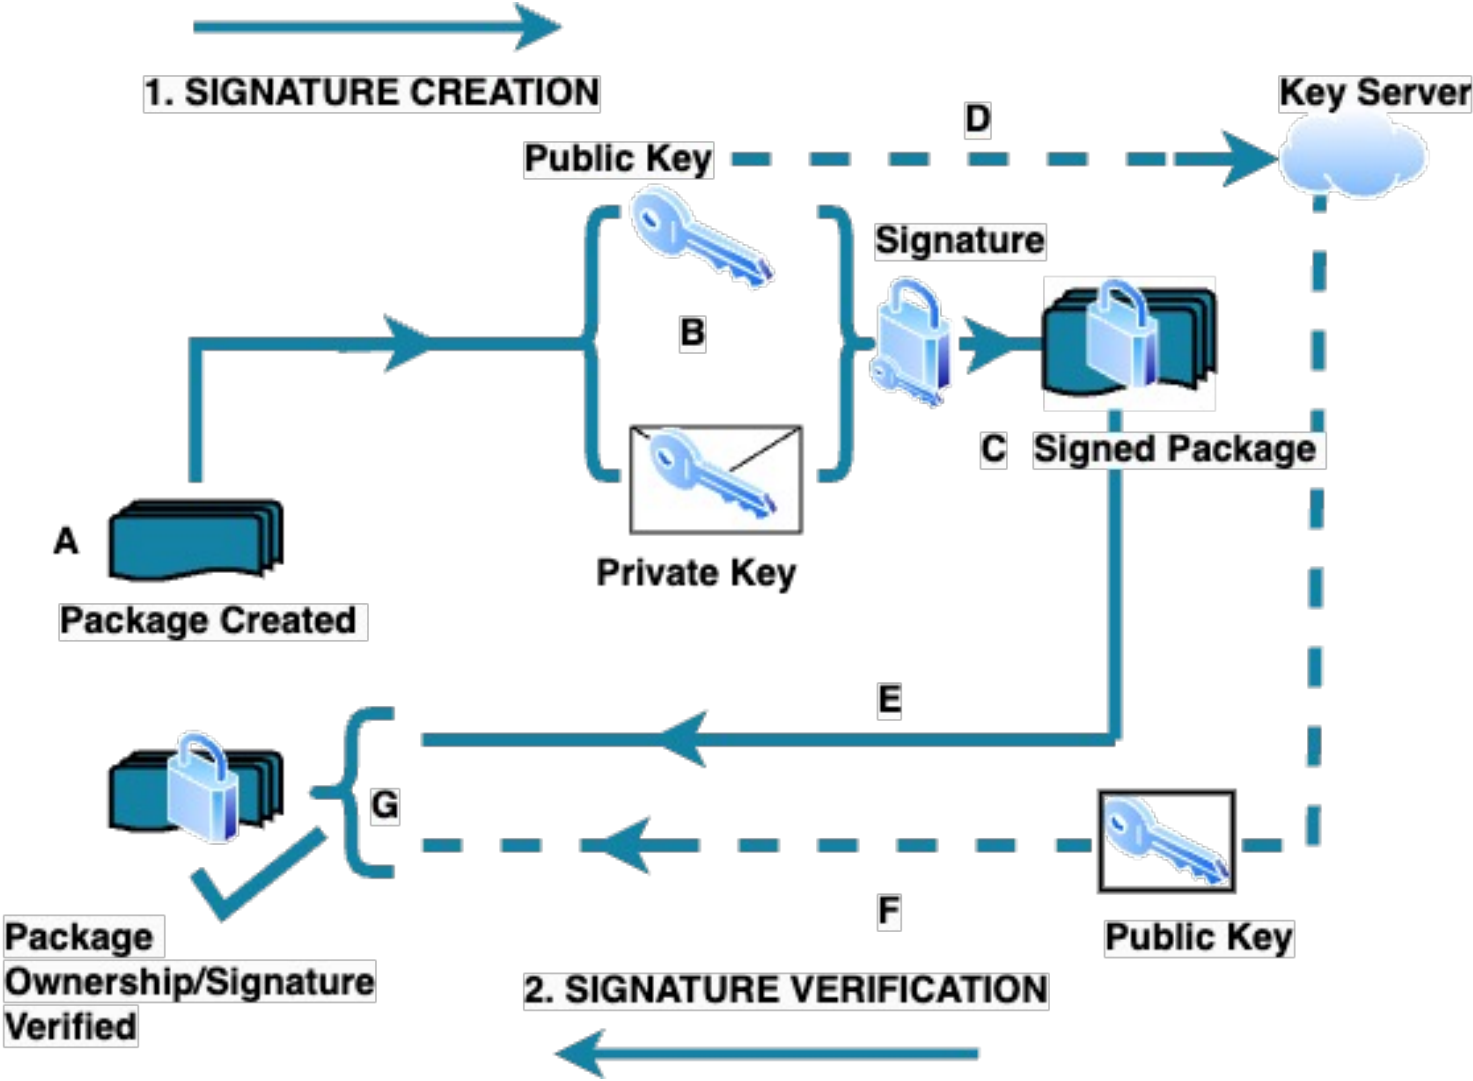 1. SIGNATURE CREATION
Key Server
D
Public Key
Signature
B
C Signed Package
A
Private Key
Package Created
E
G
F
Public Key
Package
Ownership/Signature
Verified
2. SIGNATURE VERIFICATION